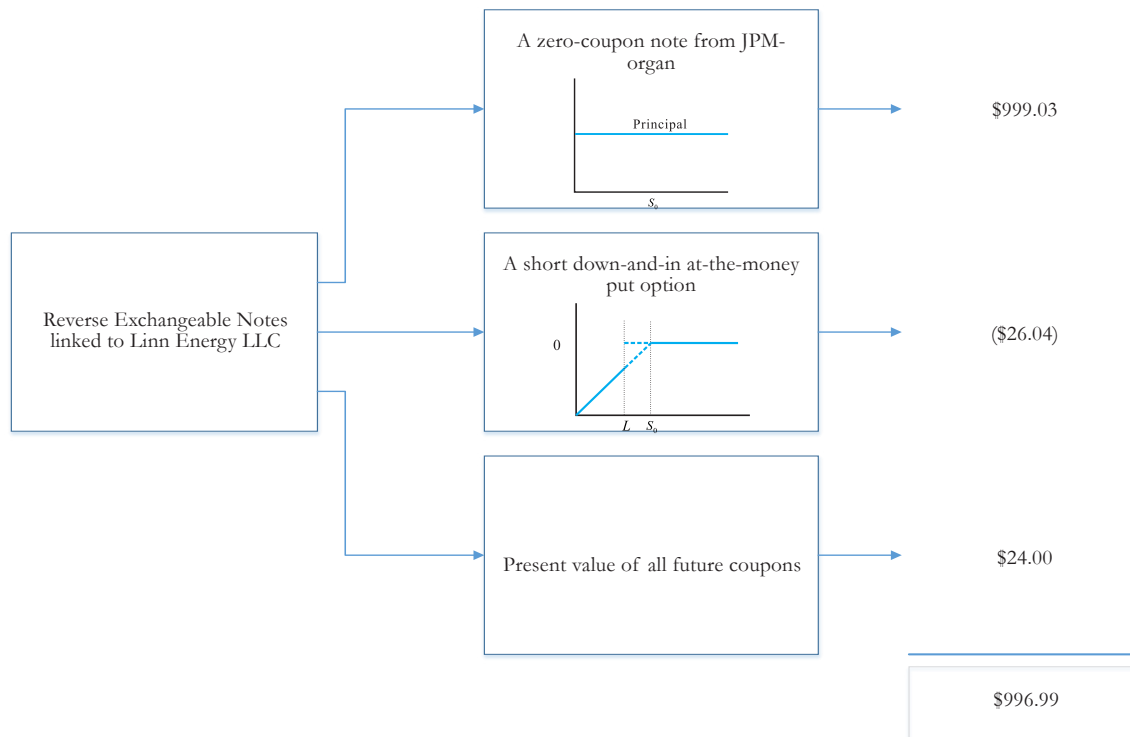 A zero-coupon note from JPM-
organ
Principal
S₀
$999.03
Reverse Exchangeable Notes
linked to Linn Energy LLC
A short down-and-in at-the-money
put option
0
L S₀
($26.04)
Present value of all future coupons
$24.00
$996.99